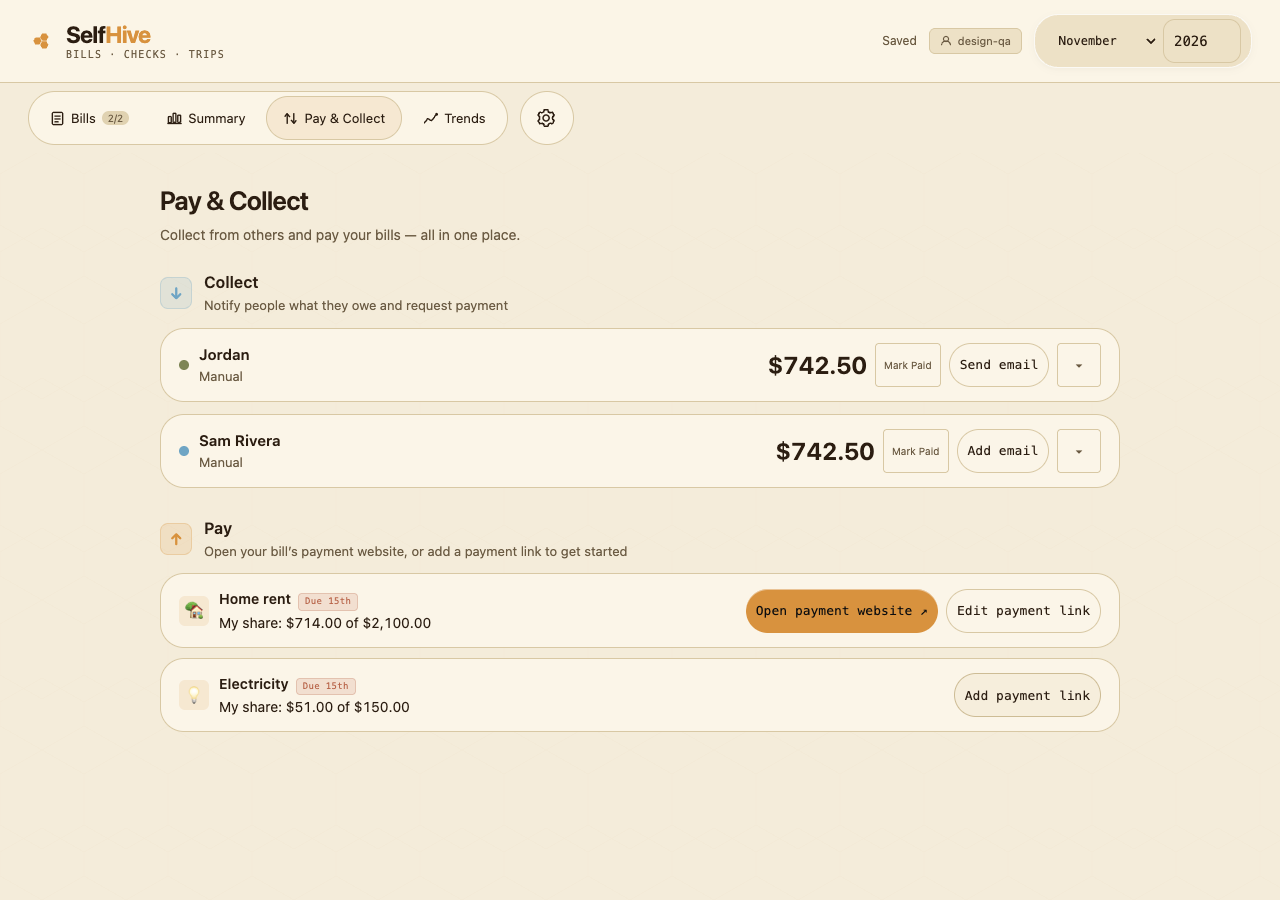 SelfHive
BILLS · CHECKS · TRIPS
Saved
design-qa
November
2026
Bills 2/2
Summary
Pay & Collect
Trends
Pay & Collect
Collect from others and pay your bills — all in one place.
Collect
Notify people what they owe and request payment
Jordan
Manual
$742.50
Mark Paid
Send email
Sam Rivera
Manual
$742.50
Mark Paid
Add email
Pay
Open your bill’s payment website, or add a payment link to get started
Home rent Due 15th
My share: $714.00 of $2,100.00
Open payment website ↗
Edit payment link
Electricity Due 15th
My share: $51.00 of $150.00
Add payment link